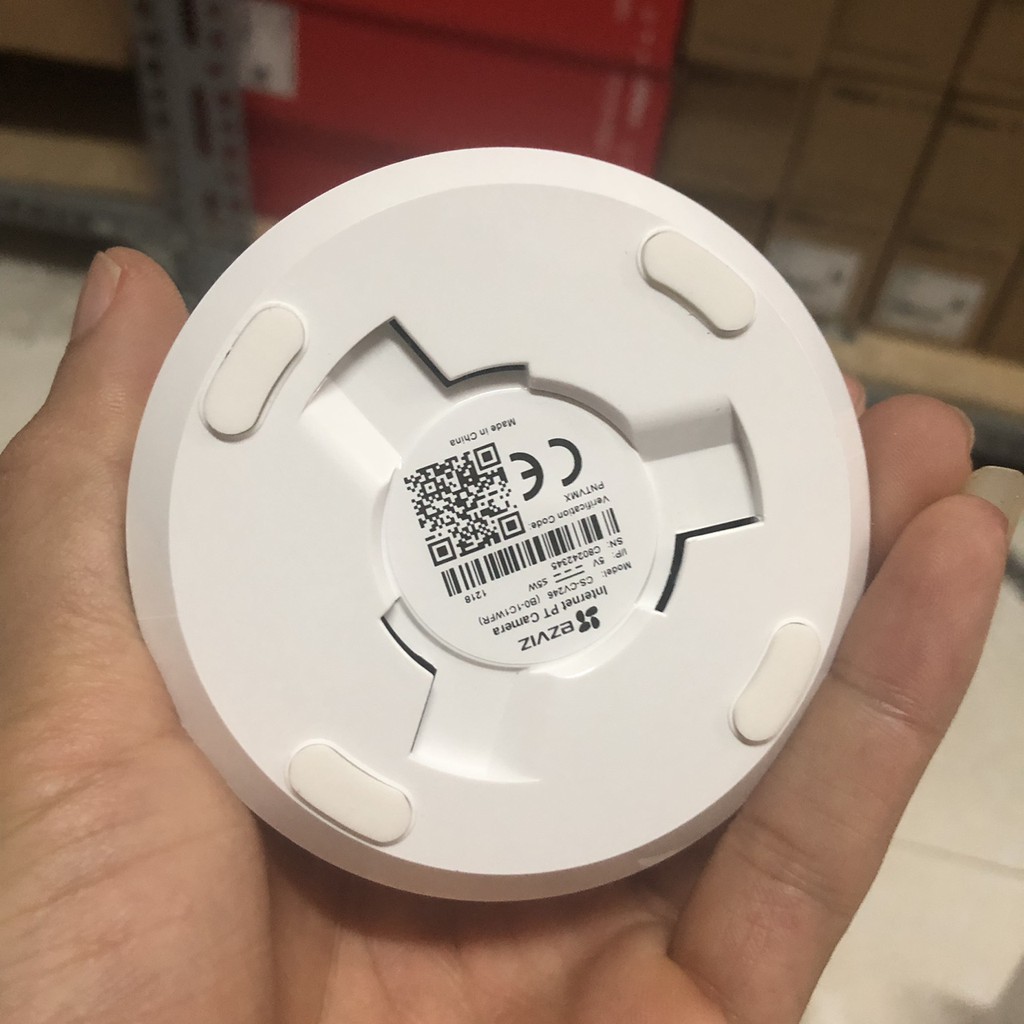 EZVIZ
Internet PT Camera
Model: CS-CV246 (B0-1C1WFR)
I/P: 5V ⎓ ≤5W
SN: C80242345 1218
Verification Code:
PNTVMX
CE
Made in China